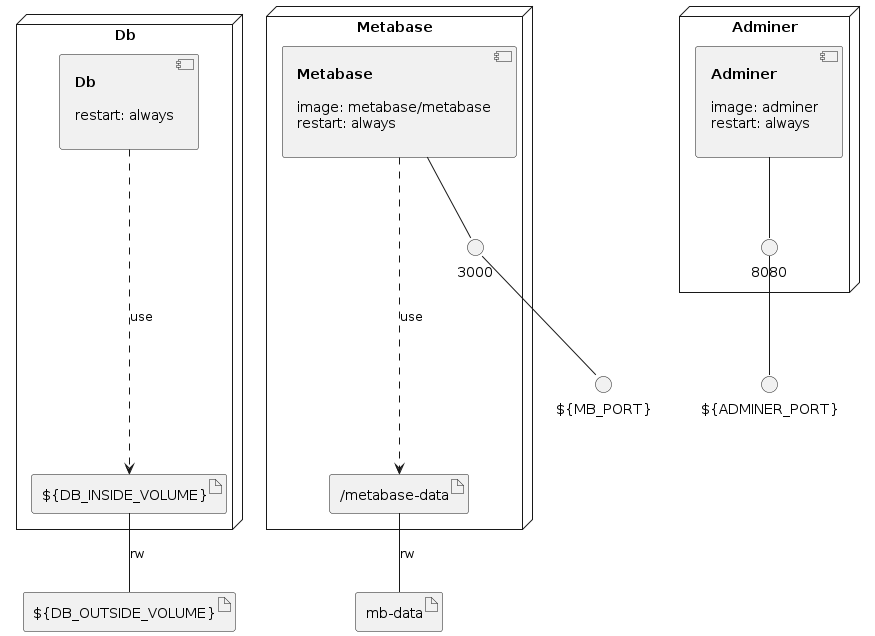 Db
Db
restart: always
use
${DB_INSIDE_VOLUME}
rw
${DB_OUTSIDE_VOLUME}
Metabase
Metabase
image: metabase/metabase
restart: always
3000
use
${MB_PORT}
/metabase-data
rw
mb-data
Adminer
Adminer
image: adminer
restart: always
8080
${ADMINER_PORT}